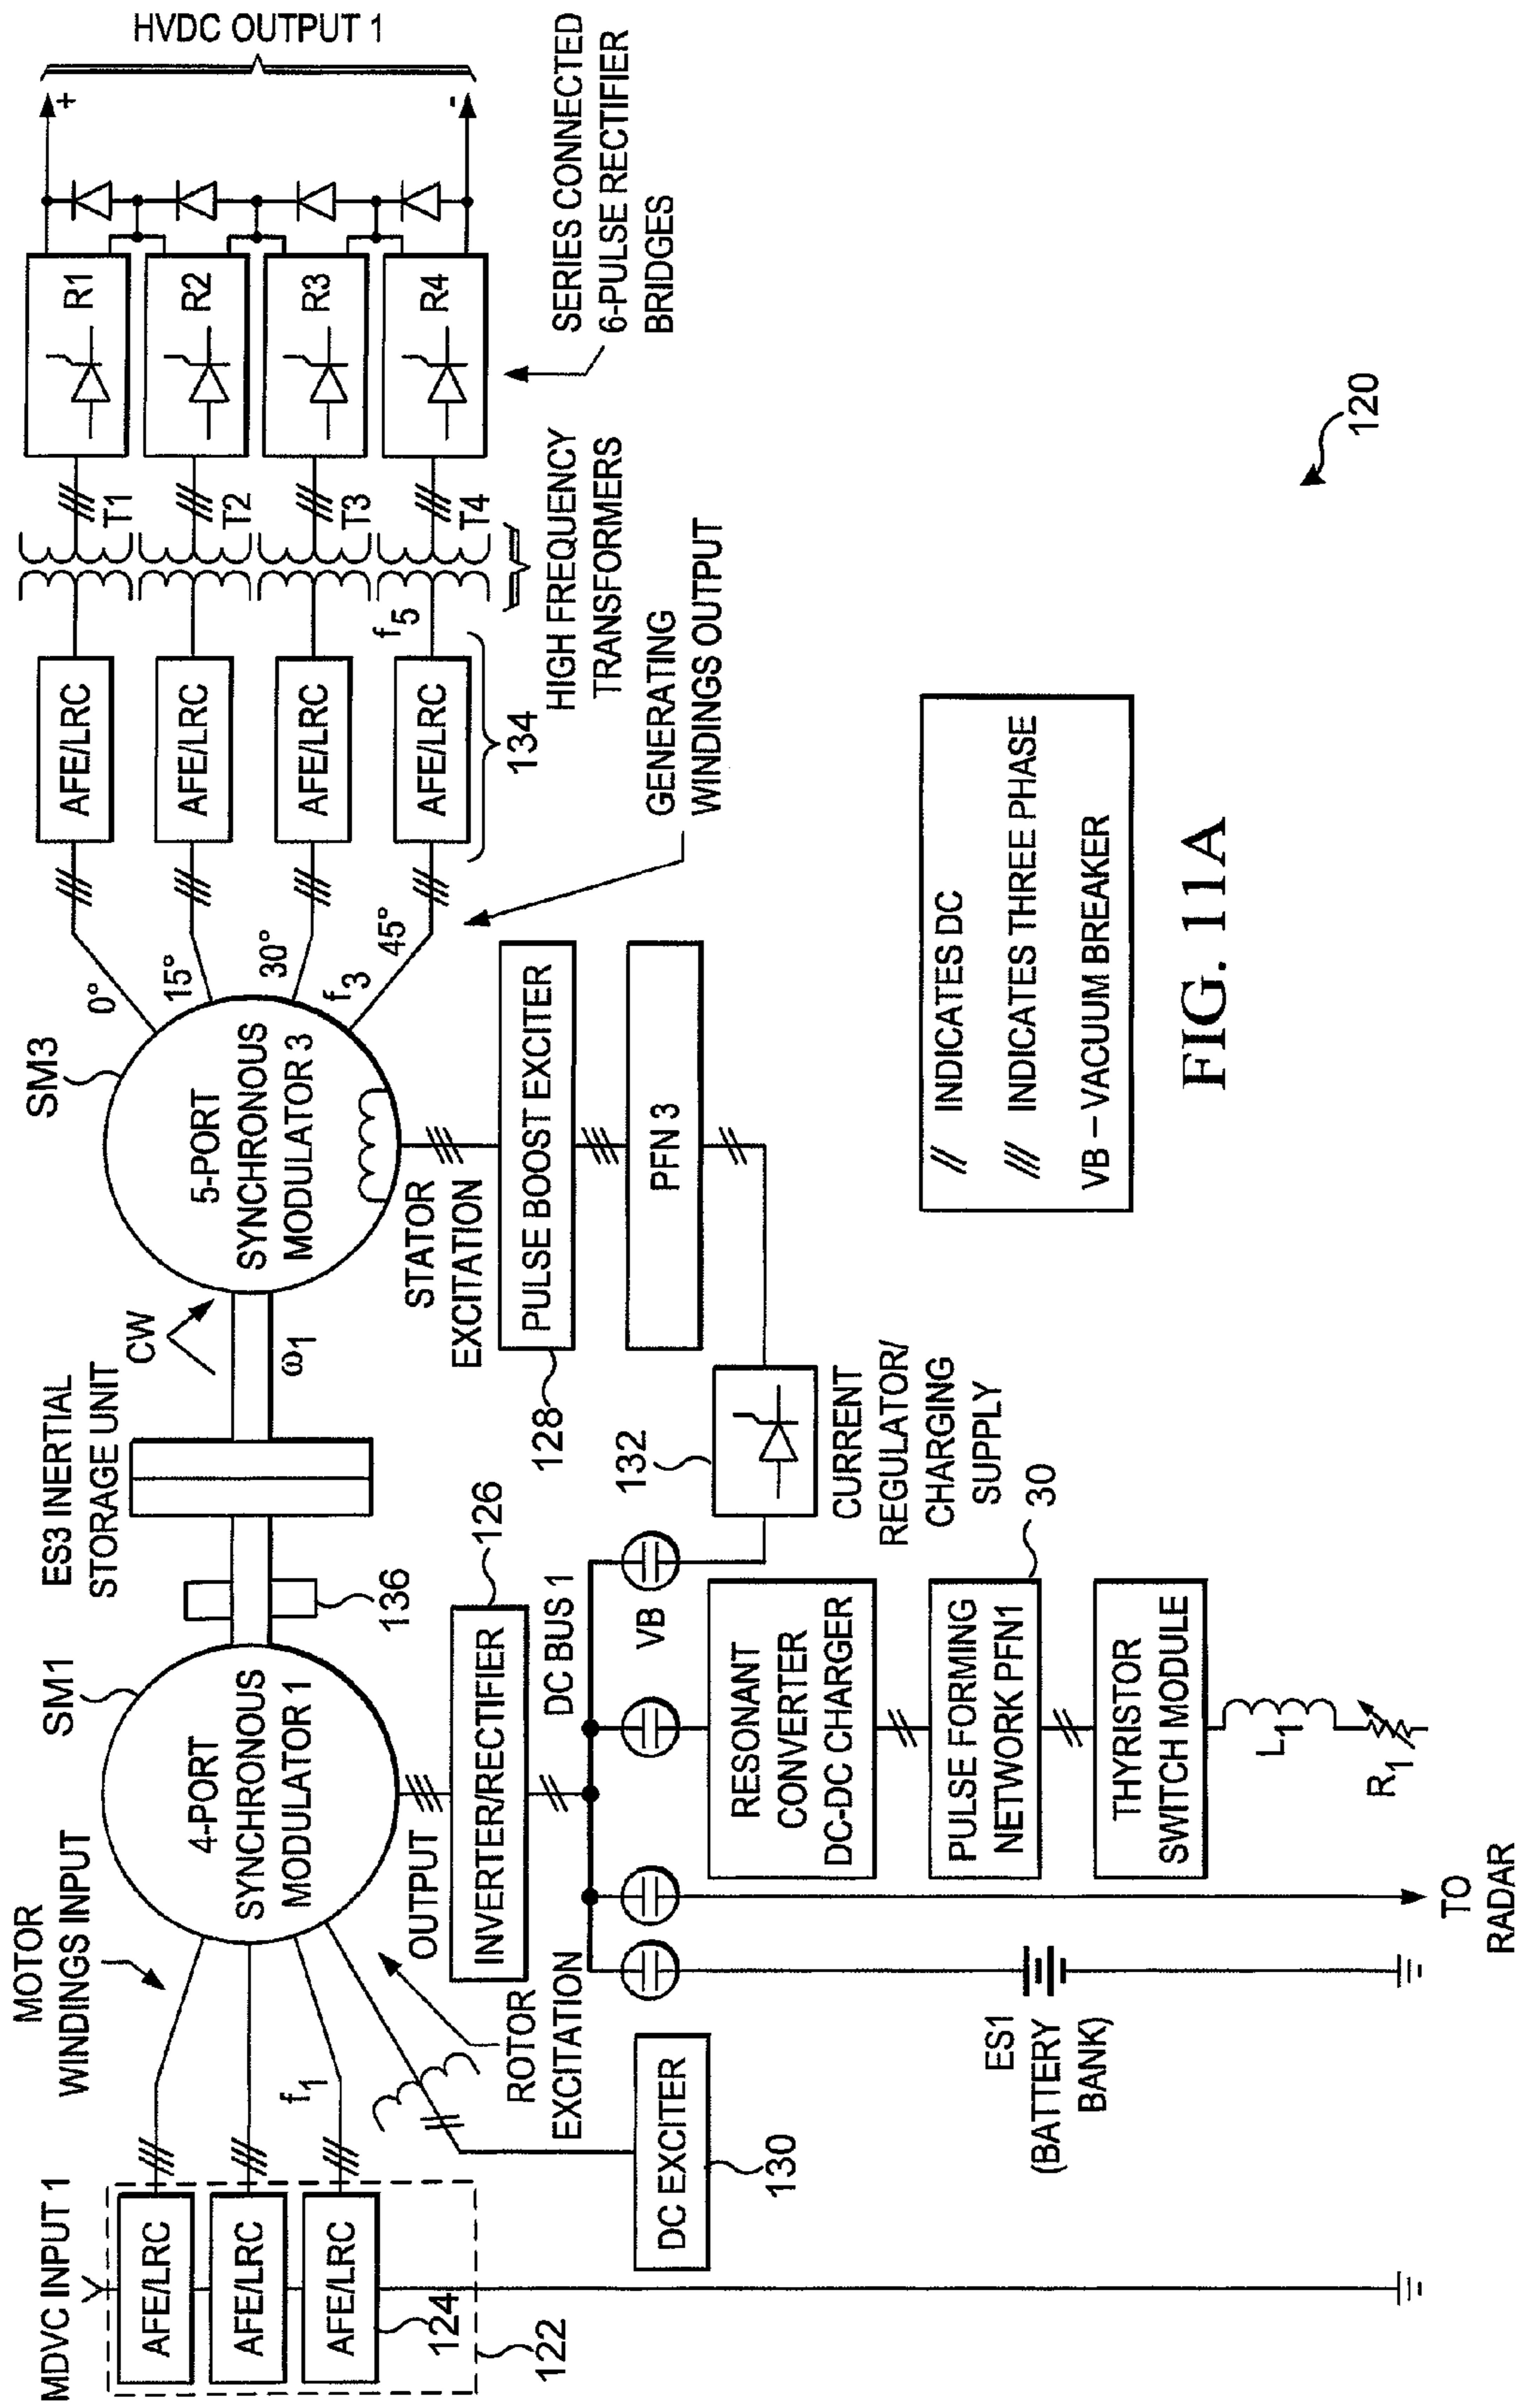 MDVC INPUT 1
AFE/LRC
AFE/LRC
AFE/LRC
124
122
MOTOR
WINDINGS INPUT
f1
ROTOR
EXCITATION
DC EXCITER
130
SM1
4-PORT
SYNCHRONOUS
MODULATOR 1
OUTPUT
INVERTER/RECTIFIER
126
136
ES3 INERTIAL
STORAGE UNIT
CW
ω1
SM3
5-PORT
SYNCHRONOUS
MODULATOR 3
STATOR
EXCITATION
PULSE BOOST EXCITER
128
PFN 3
132
CURRENT
REGULATOR/
CHARGING
SUPPLY
DC BUS 1
VB
RESONANT
CONVERTER
DC-DC CHARGER
PULSE FORMING
NETWORK PFN1
30
THYRISTOR
SWITCH MODULE
L1
R1
TO
RADAR
ES1
(BATTERY
BANK)
0°
15°
30°
f3
45°
GENERATING
WINDINGS OUTPUT
AFE/LRC
AFE/LRC
AFE/LRC
AFE/LRC
134
f5
T1
T2
T3
T4
HIGH FREQUENCY
TRANSFORMERS
R1
R2
R3
R4
SERIES CONNECTED
6-PULSE RECTIFIER
BRIDGES
+
-
HVDC OUTPUT 1
120
// INDICATES DC
/// INDICATES THREE PHASE
VB – VACUUM BREAKER
FIG. 11A